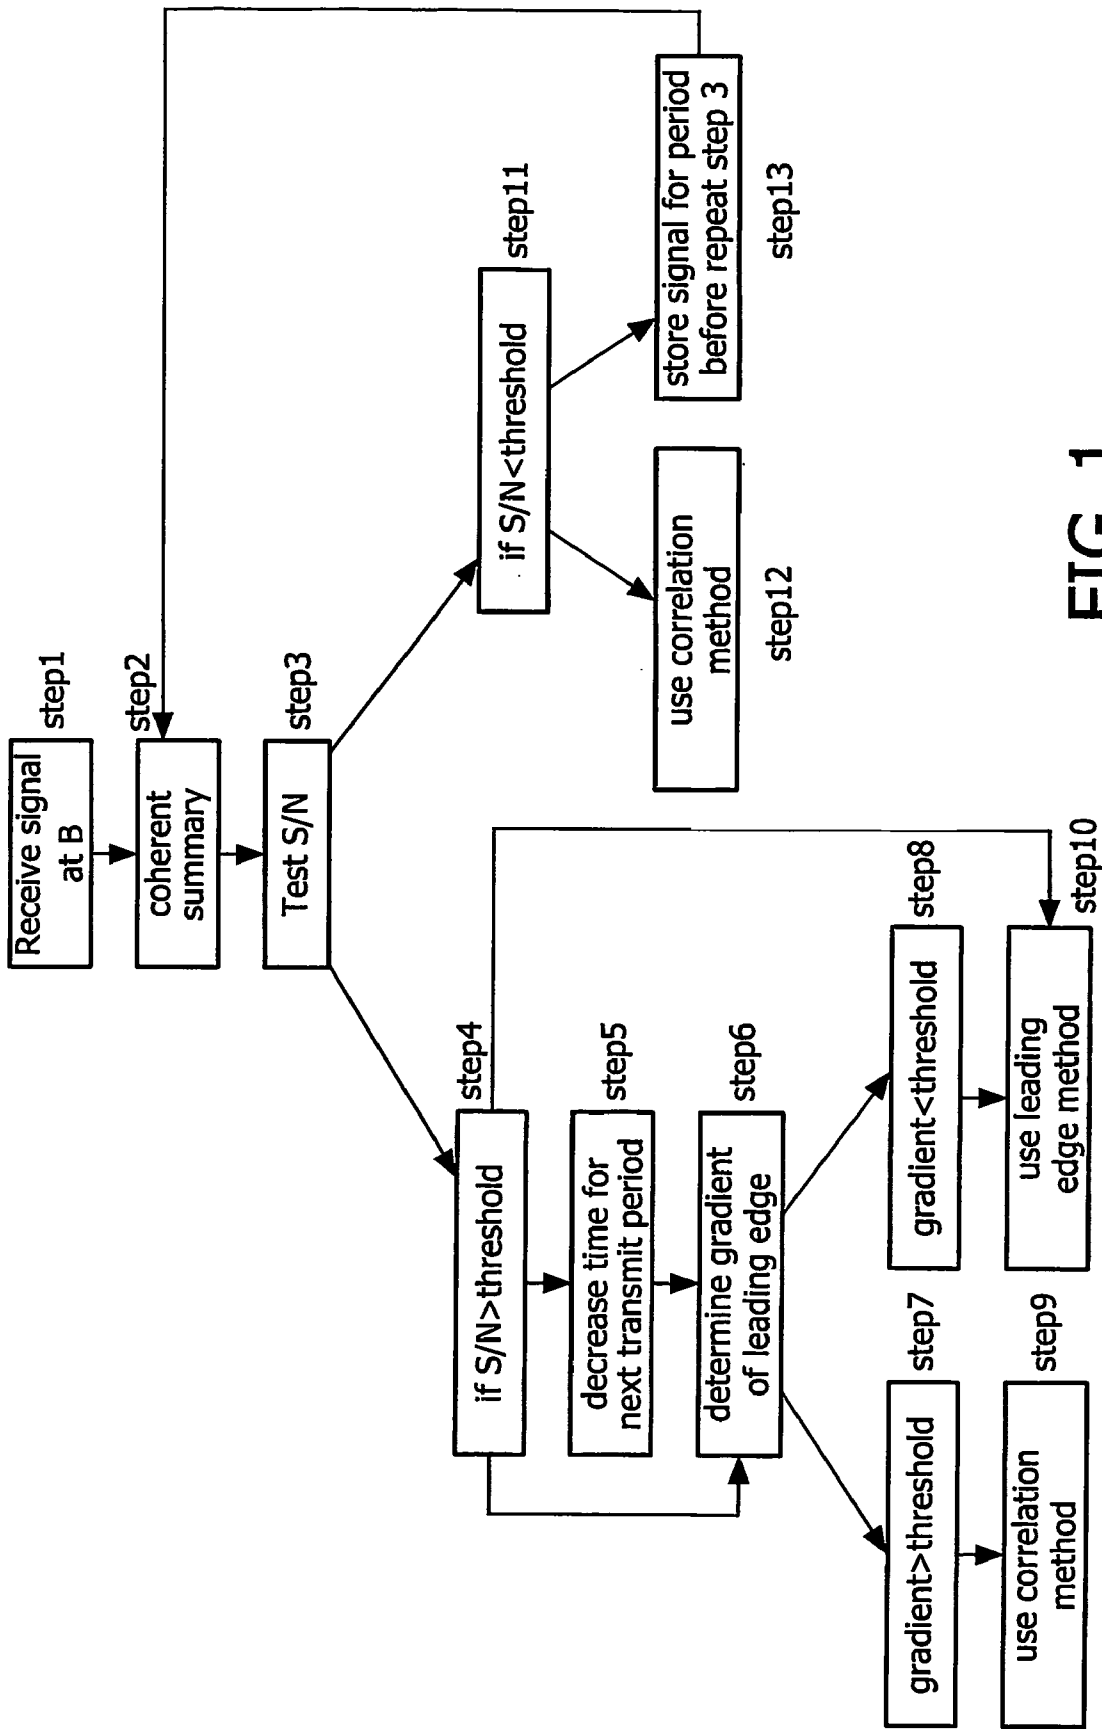 Receive signal
at B
step1
coherent
summary
step2
Test S/N
step3
if S/N>threshold
step4
decrease time for
next transmit period
step5
determine gradient
of leading edge
step6
gradient>threshold
step7
gradient<threshold
step8
use correlation
method
step9
use leading
edge method
step10
if S/N<threshold
step11
use correlation
method
step12
store signal for period
before repeat step 3
step13
FIG. 1